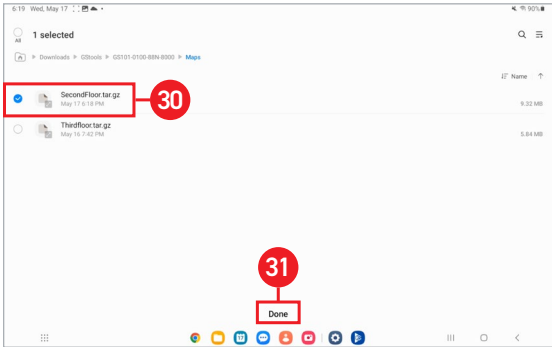 6:19 Wed, May 17
90%
All
1 selected
Downloads > GStools > GS101-0100-88N-8000 > Maps
Name
SecondFloor.tar.gz
May 17 6:18 PM
9.32 MB
30
Thirdfloor.tar.gz
May 16 7:42 PM
5.84 MB
31
Done
17